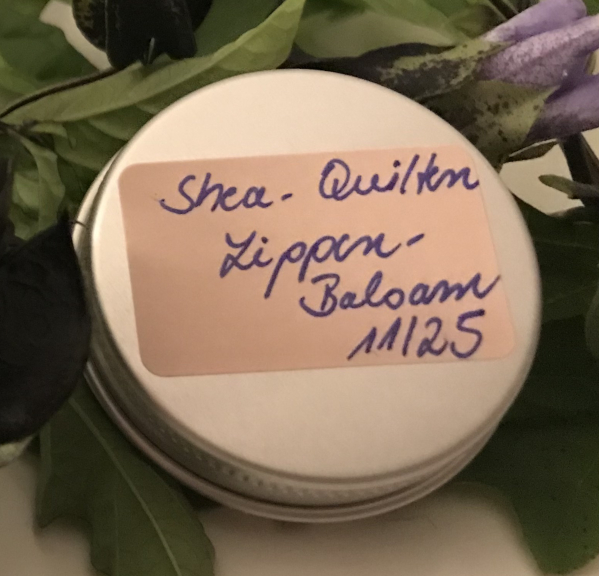 Shea- Quitten
Lippen-
Balsam
11/25